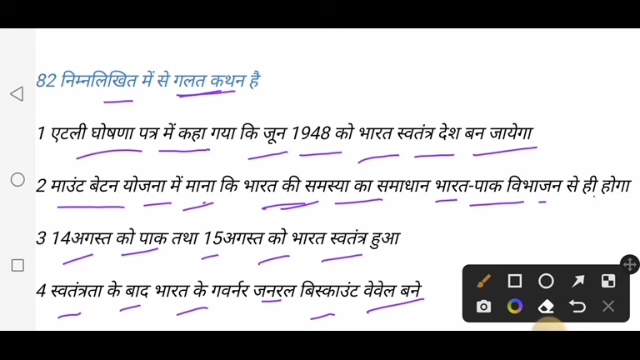 82 निम्नलिखित में से गलत कथन है
1 एटली घोषणा पत्र में कहा गया कि जून 1948 को भारत स्वतंत्र देश बन जायेगा
2 माउंट बेटन योजना में माना कि भारत की समस्या का समाधान भारत-पाक विभाजन से ही होगा
3 14अगस्त को पाक तथा 15अगस्त को भारत स्वतंत्र हुआ
4 स्वतंत्रता के बाद भारत के गवर्नर जनरल बिस्काउंट वेवेल बने